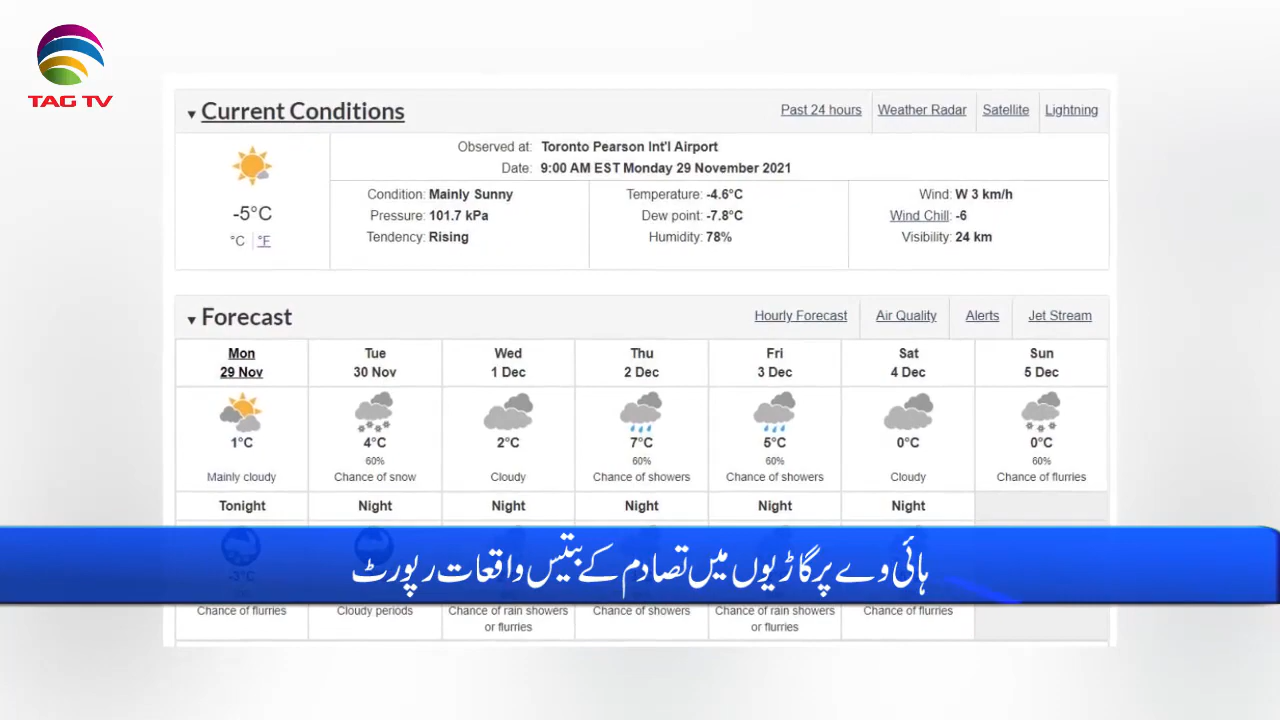 TAG TV
▼ Current Conditions Past 24 hours Weather Radar Satellite Lightning
Observed at: Toronto Pearson Int'l Airport
Date: 9:00 AM EST Monday 29 November 2021
-5°C
°C °F
Condition: Mainly Sunny
Pressure: 101.7 kPa
Tendency: Rising
Temperature: -4.6°C
Dew point: -7.8°C
Humidity: 78%
Wind: W 3 km/h
Wind Chill: -6
Visibility: 24 km
▼ Forecast Hourly Forecast Air Quality Alerts Jet Stream
Mon Tue Wed Thu Fri Sat Sun
29 Nov 30 Nov 1 Dec 2 Dec 3 Dec 4 Dec 5 Dec
1°C 4°C 2°C 7°C 5°C 0°C 0°C
60% 60% 60% 60%
Mainly cloudy Chance of snow Cloudy Chance of showers Chance of showers Cloudy Chance of flurries
Tonight Night Night Night Night Night
-3°C
ہائی وے پر گاڑیوں میں تصادم کے بتیس واقعات رپورٹ
Chance of flurries Cloudy periods Chance of rain showers Chance of showers Chance of rain showers Chance of flurries
or flurries or flurries